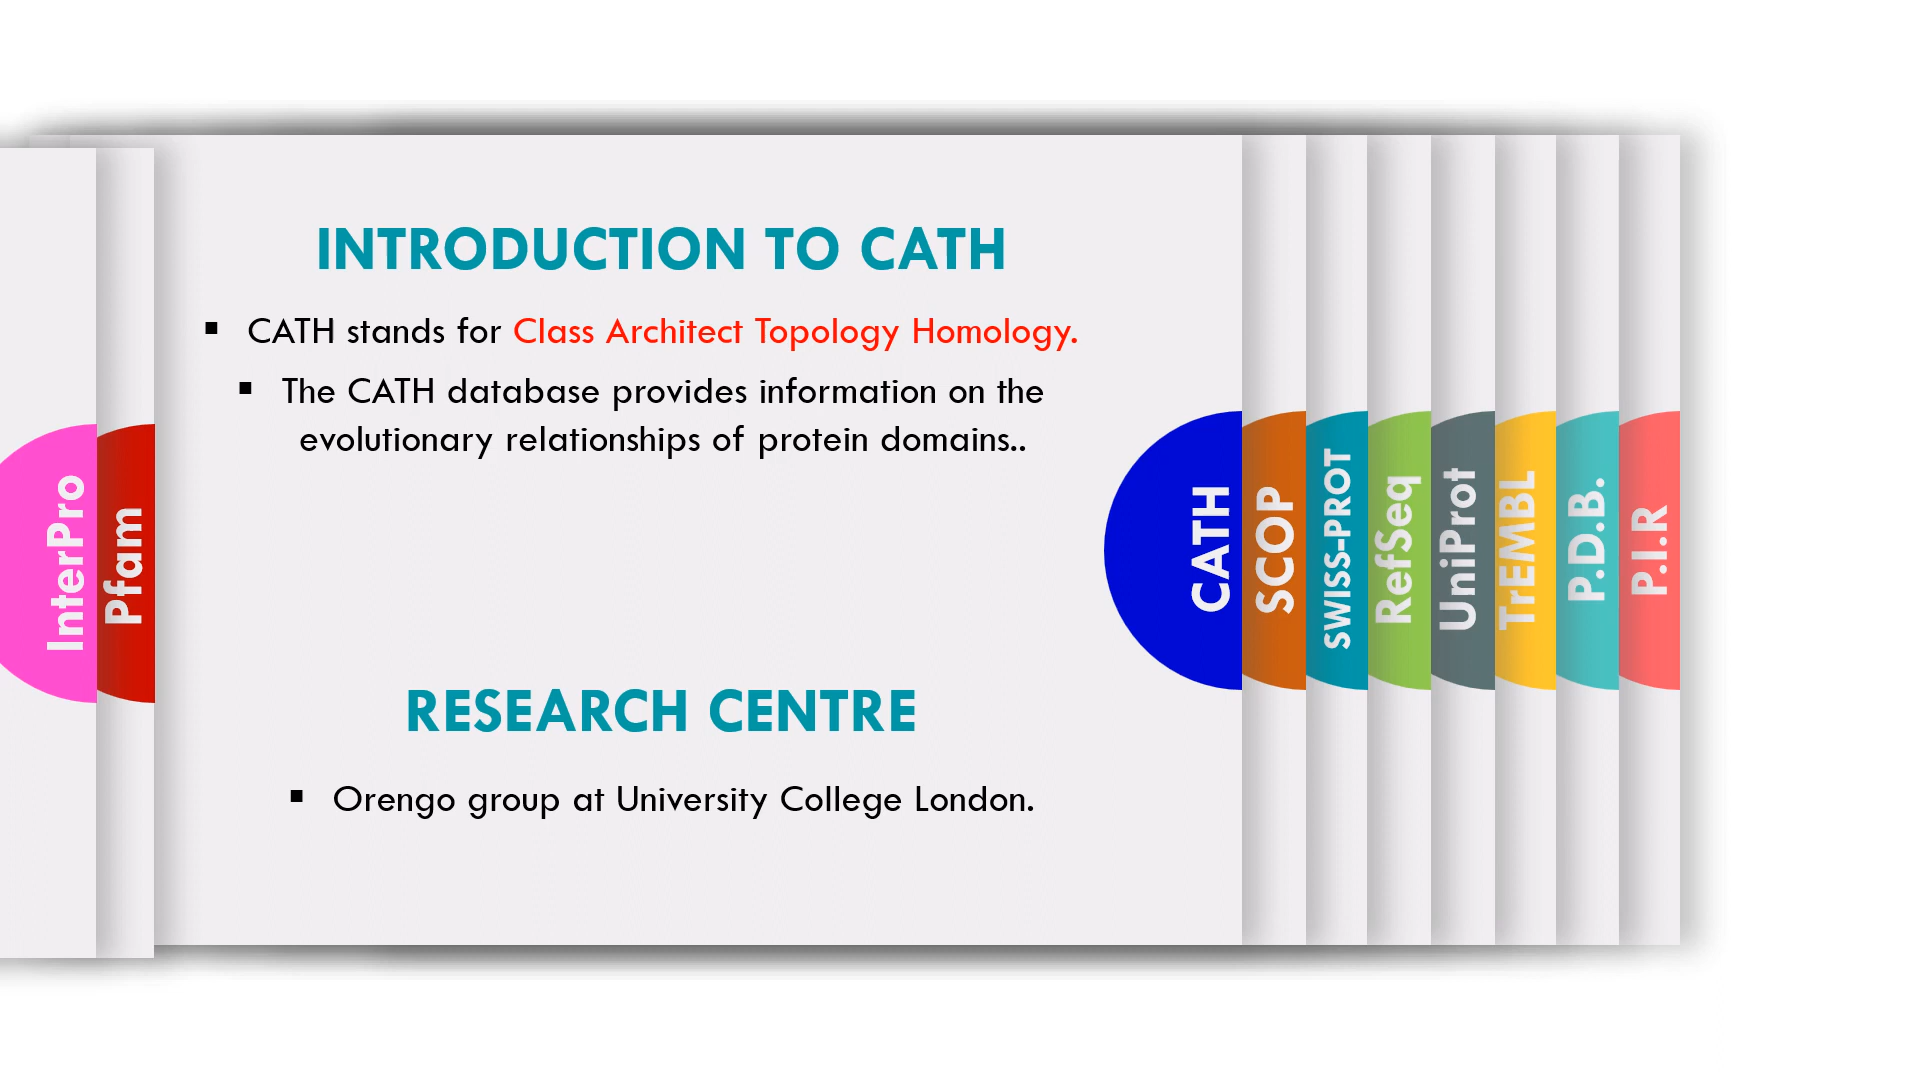 INTRODUCTION TO CATH
▪ CATH stands for Class Architect Topology Homology.
▪ The CATH database provides information on the
evolutionary relationships of protein domains..
RESEARCH CENTRE
▪ Orengo group at University College London.
InterPro
Pfam
CATH
SCOP
SWISS-PROT
RefSeq
UniProt
TrEMBL
P.D.B.
P.I.R